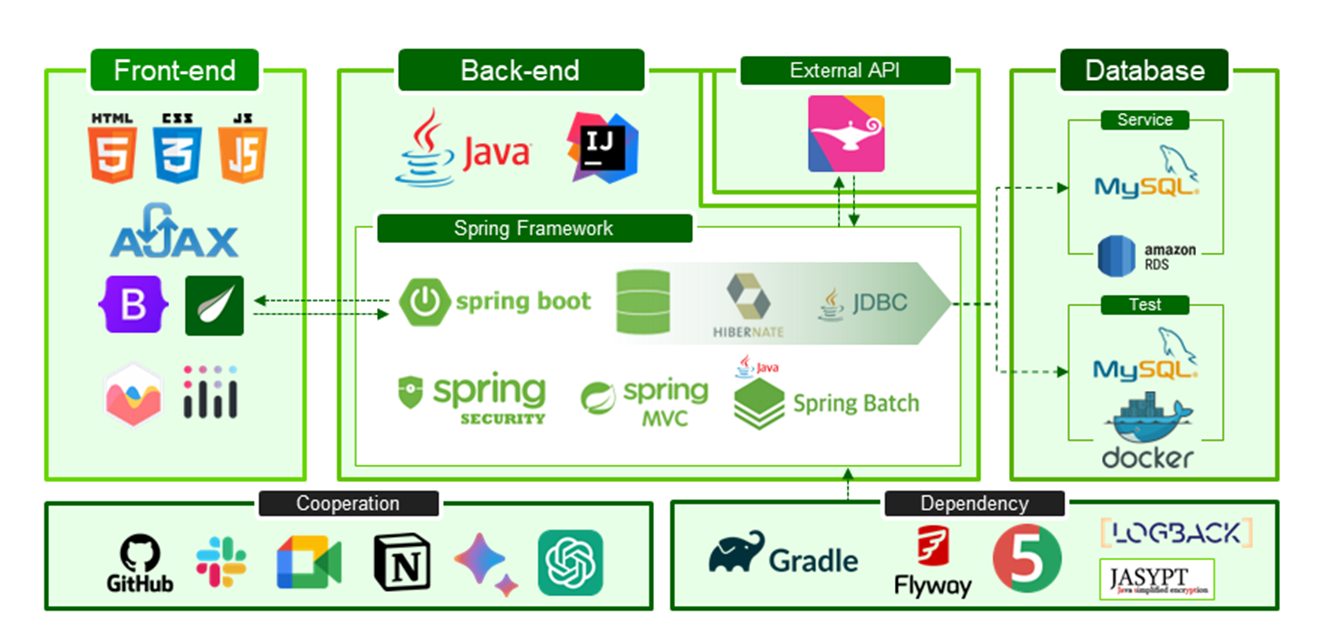 Front-end
HTML
5
CSS
3
JS
JS
AJAX
B
Back-end
Java
IJ
External API
Spring Framework
spring boot
HIBERNATE
JDBC
spring
SECURITY
spring
MVC
Java
Spring Batch
Database
Service
MySQL
amazon
RDS
Test
MySQL
docker
Cooperation
GitHub
N
Dependency
Gradle
Flyway
5
[LOGBACK]
JASYPT
Java simplified encryption